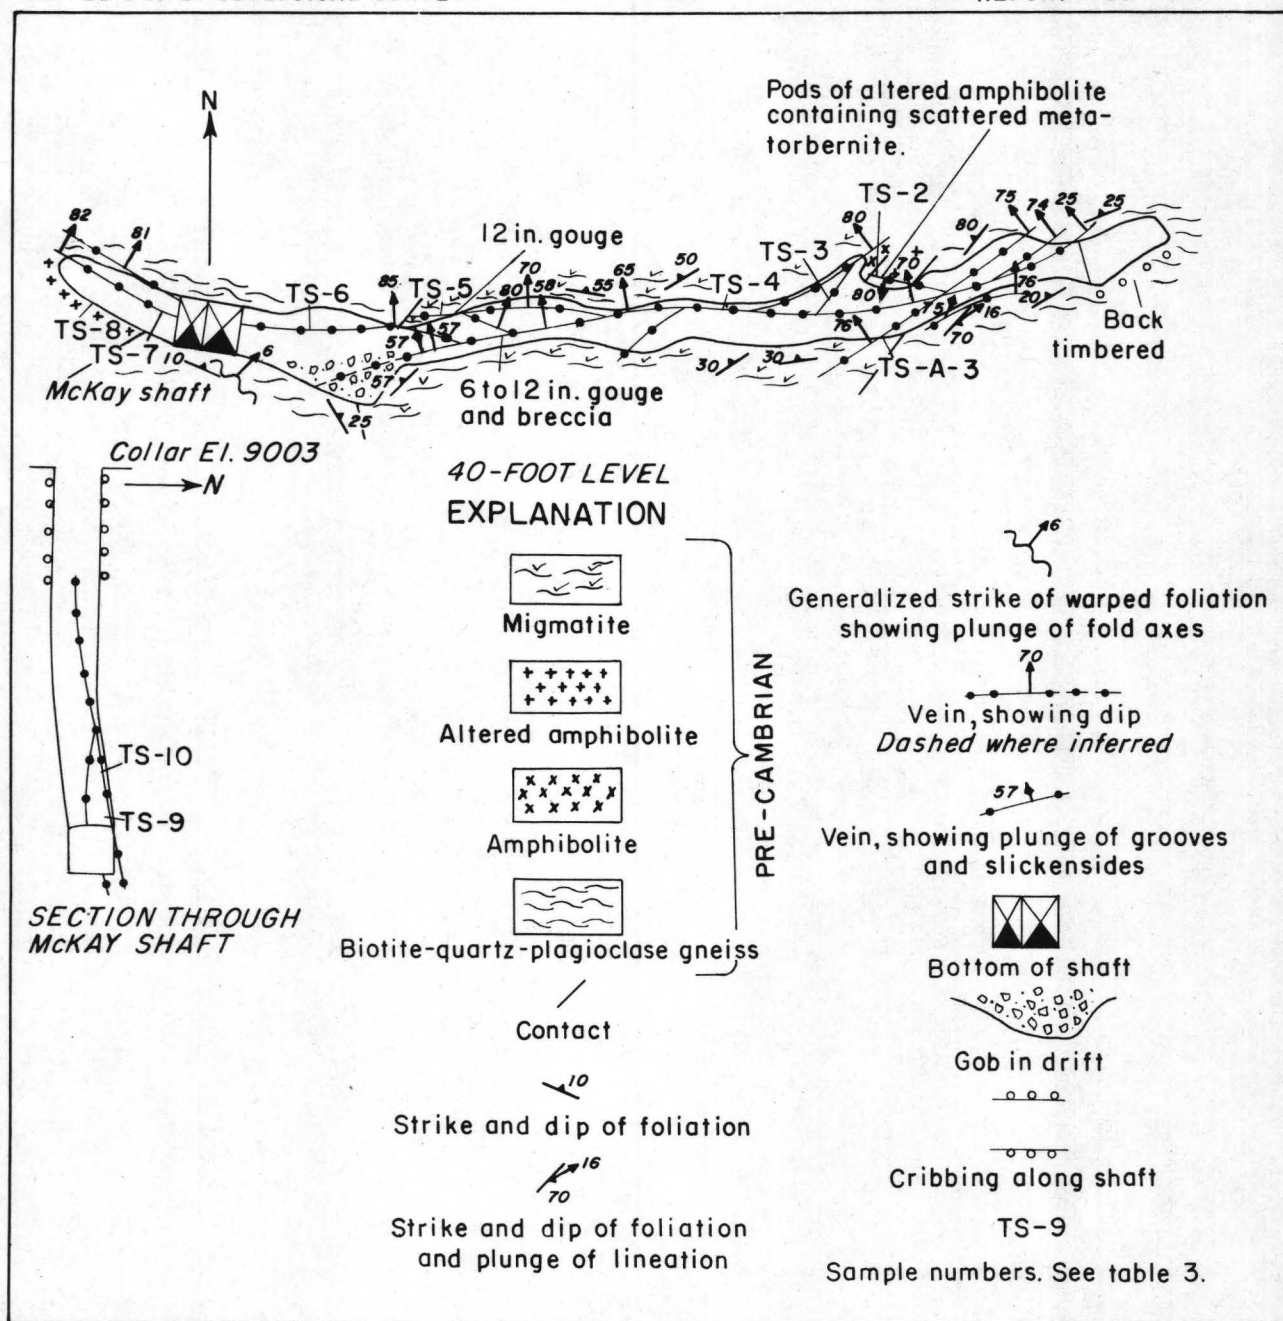 N
Pods of altered amphibolite
containing scattered meta-
torbernite.
TS-2
12 in. gouge
TS-3
TS-4
TS-5
TS-6
82
81
85
70
80
58
55
65
50
80
70
80
80
75
74
25
25
76
20
16
70
75
76
57
57
57
25
30
30
10
6
TS-8
TS-7
McKay shaft
6 to 12 in. gouge
and breccia
TS-A-3
Back
timbered
Collar El. 9003
N
40-FOOT LEVEL
EXPLANATION
Migmatite
Altered amphibolite
Amphibolite
Biotite-quartz-plagioclase gneiss
PRE-CAMBRIAN
Contact
10
Strike and dip of foliation
16
70
Strike and dip of foliation
and plunge of lineation
TS-10
TS-9
SECTION THROUGH
McKAY SHAFT
6
Generalized strike of warped foliation
showing plunge of fold axes
70
Vein, showing dip
Dashed where inferred
57
Vein, showing plunge of grooves
and slickensides
Bottom of shaft
Gob in drift
Cribbing along shaft
TS-9
Sample numbers. See table 3.